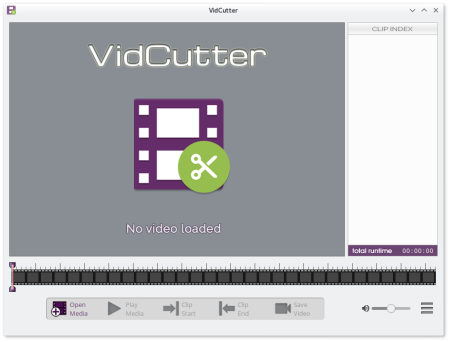 VidCutter
CLIP INDEX
VidCutter
No video loaded
total runtime 00:00:00
Open
Media
Play
Media
Clip
Start
Clip
End
Save
Video